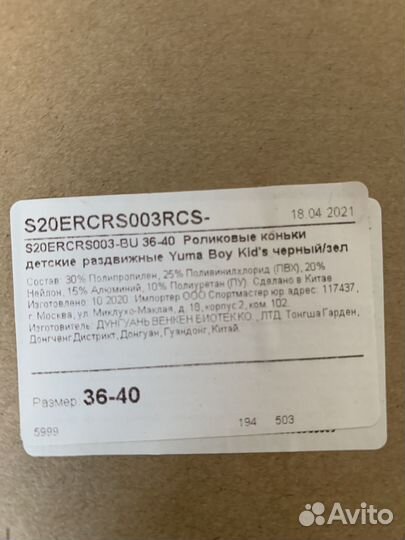 S20ERCRS003RCS- 18.04.2021
S20ERCRS003-BU 36-40 Роликовые коньки
детские раздвижные Yuma Boy Kid's черный/зел
Состав: 30% Полипропилен, 25% Поливинилхлорид (ПВХ), 20%
Нейлон, 15% Алюминий, 10% Полиуретан (ПУ). Сделано в Китае
Изготовлено: 10.2020. Импортер ООО Спортмастер юр адрес: 117437,
г. Москва, ул. Миклухо-Маклая, д. 18, корпус 2, ком 102.
Изготовитель: ДУНГУАНЬ ВЕНКЕН БИОТЕК КО., ЛТД. Тонгша Гарден,
Донгченг Дистрикт, Донгуан, Гуандонг, Китай.
Размер: 36-40
5999 194 503
Avito